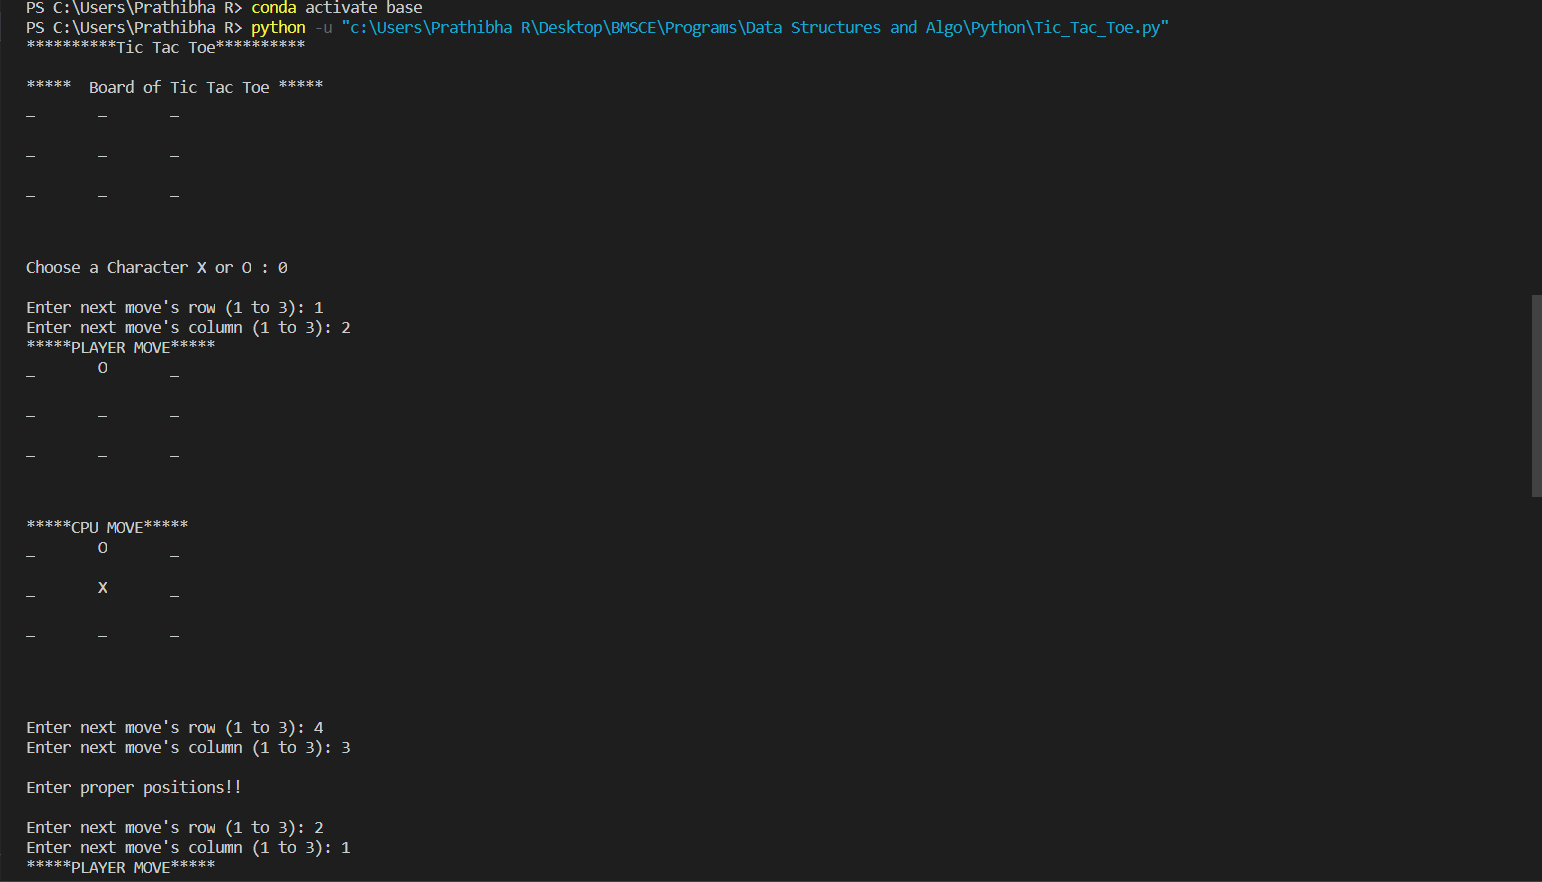 PS C:\Users\Prathibha R> conda activate base
PS C:\Users\Prathibha R> python -u "c:\Users\Prathibha R\Desktop\BMSCE\Programs\Data Structures and Algo\Python\Tic_Tac_Toe.py"
**********Tic Tac Toe**********
*****  Board of Tic Tac Toe *****
_       _       _
_       _       _
_       _       _
Choose a Character X or O : 0
Enter next move's row (1 to 3): 1
Enter next move's column (1 to 3): 2
*****PLAYER MOVE*****
_       O       _
_       _       _
_       _       _
*****CPU MOVE*****
_       O       _
_       X       _
_       _       _
Enter next move's row (1 to 3): 4
Enter next move's column (1 to 3): 3
Enter proper positions!!
Enter next move's row (1 to 3): 2
Enter next move's column (1 to 3): 1
*****PLAYER MOVE*****